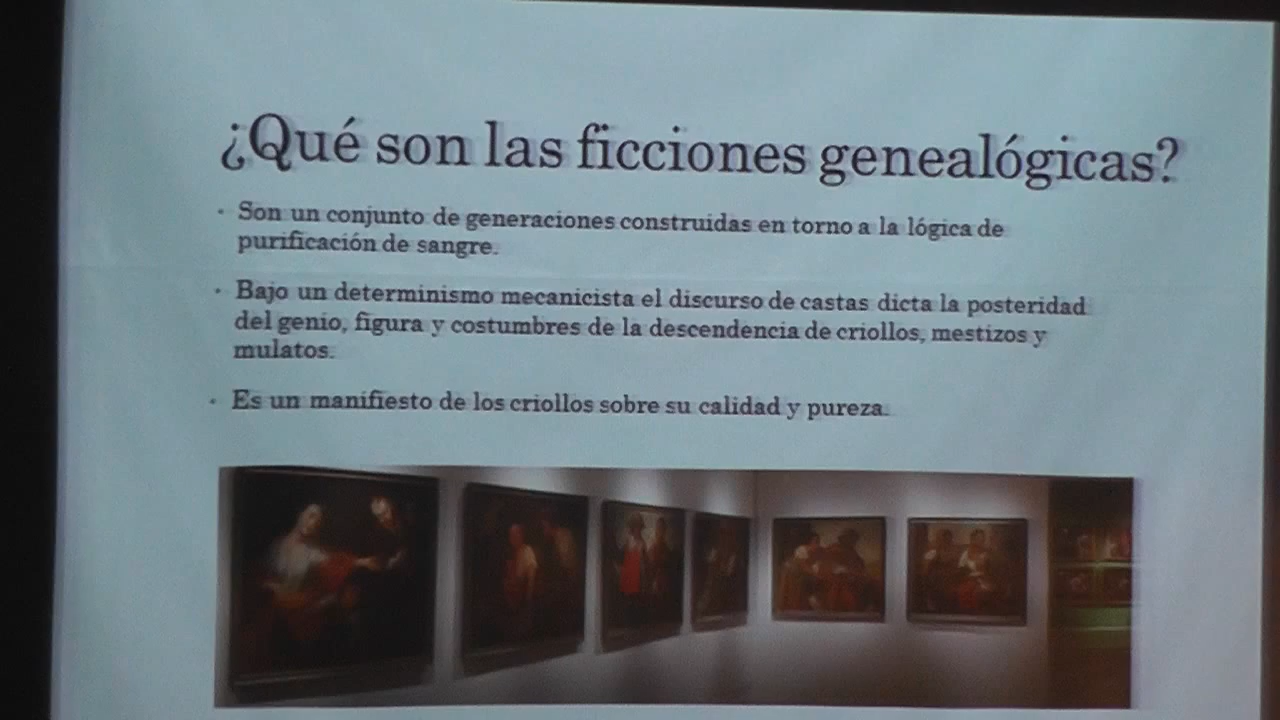 ¿Qué son las ficciones genealógicas?
• Son un conjunto de generaciones construidas en torno a la lógica de
purificación de sangre.
• Bajo un determinismo mecanicista el discurso de castas dicta la posteridad
del genio, figura y costumbres de la descendencia de criollos, mestizos y
mulatos.
• Es un manifiesto de los criollos sobre su calidad y pureza.